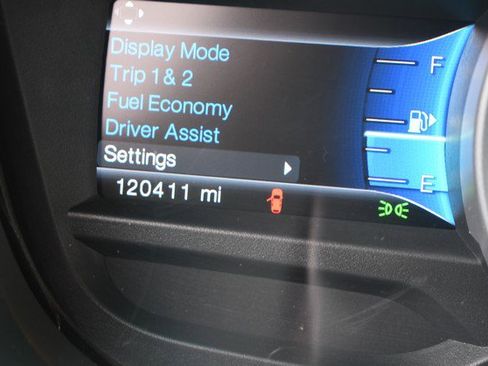 Display Mode
Trip 1 & 2
Fuel Economy
Driver Assist
Settings
120411 mi
F
E